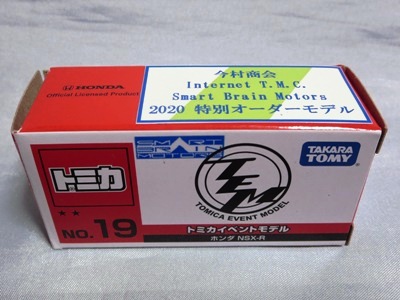 HONDA
Official Licensed Product
今村商会
Internet T.M.C.
Smart Brain Motors
2020 特別オーダーモデル
トミカ
NO. 19
SMART
BRAIN
MOTORS
TEM
TOMICA EVENT MODEL
トミカイベントモデル
ホンダ NSX-R
TAKARA
TOMY